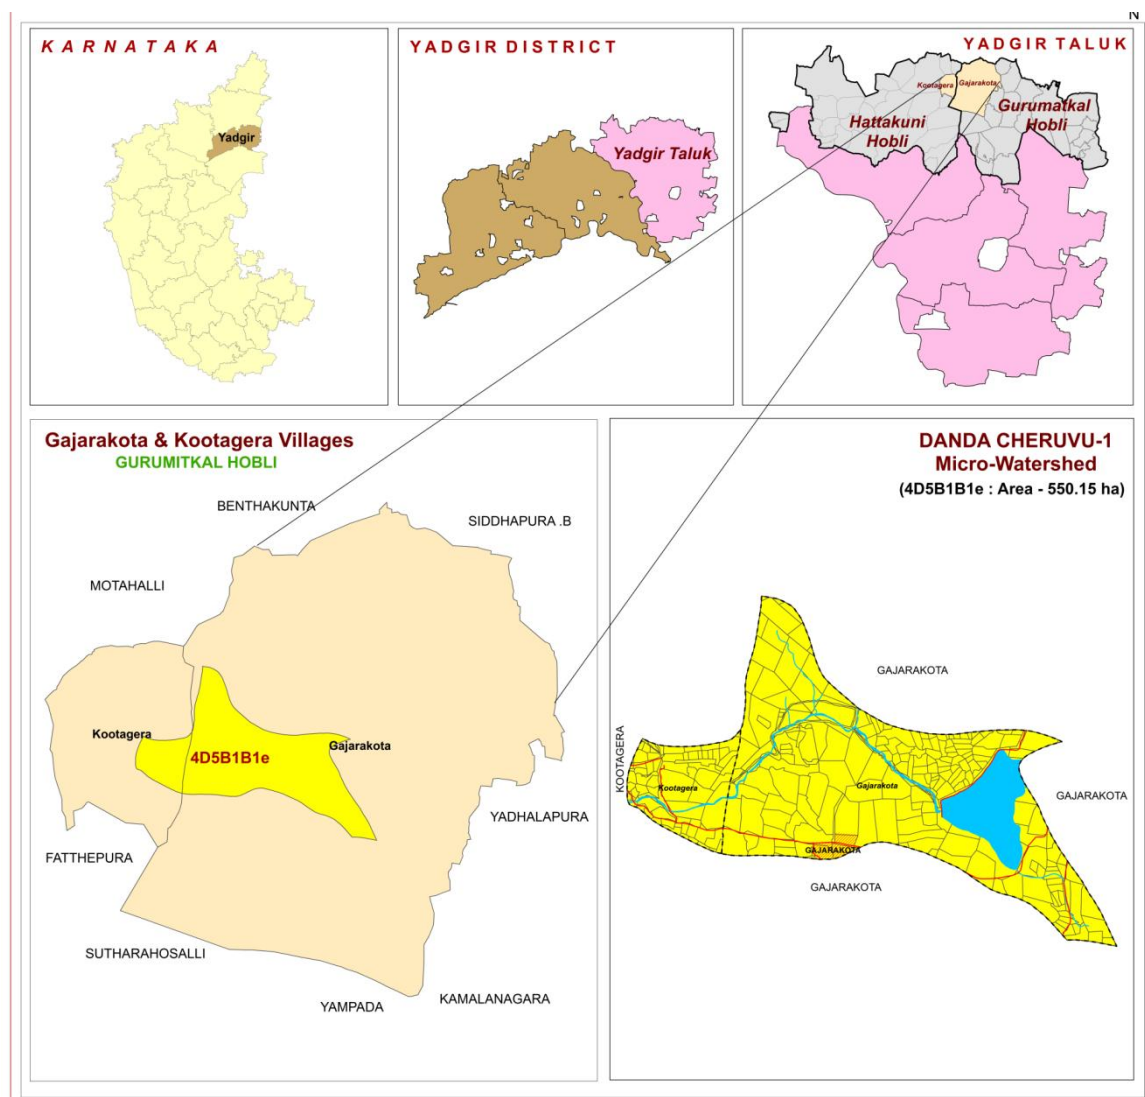 N
KARNATAKA
Yadgir
YADGIR DISTRICT
Yadgir Taluk
YADGIR TALUK
Kootagera
Gajarakota
Hattakuni
Hobli
Gurumatkal
Hobli
Gajarakota & Kootagera Villages
GURUMITKAL HOBLI
BENTHAKUNTA
SIDDHAPURA .B
MOTAHALLI
Kootagera
Gajarakota
4D5B1B1e
YADHALAPURA
FATTHEPURA
SUTHARAHOSALLI
YAMPADA
KAMALANAGARA
DANDA CHERUVU-1
Micro-Watershed
(4D5B1B1e : Area - 550.15 ha)
GAJARAKOTA
KOOTAGERA
Kootagera
Gajarakota
GAJARAKOTA
GAJARAKOTA
GAJARAKOTA